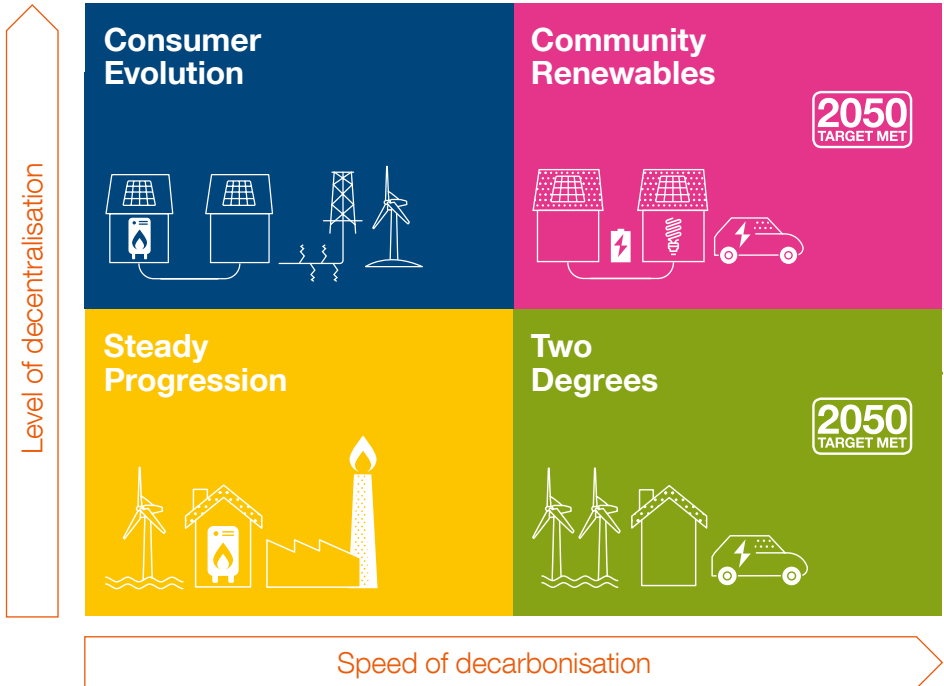 Level of decentralisation
Consumer
Evolution
Community
Renewables
2050
TARGET MET
Steady
Progression
Two
Degrees
2050
TARGET MET
Speed of decarbonisation